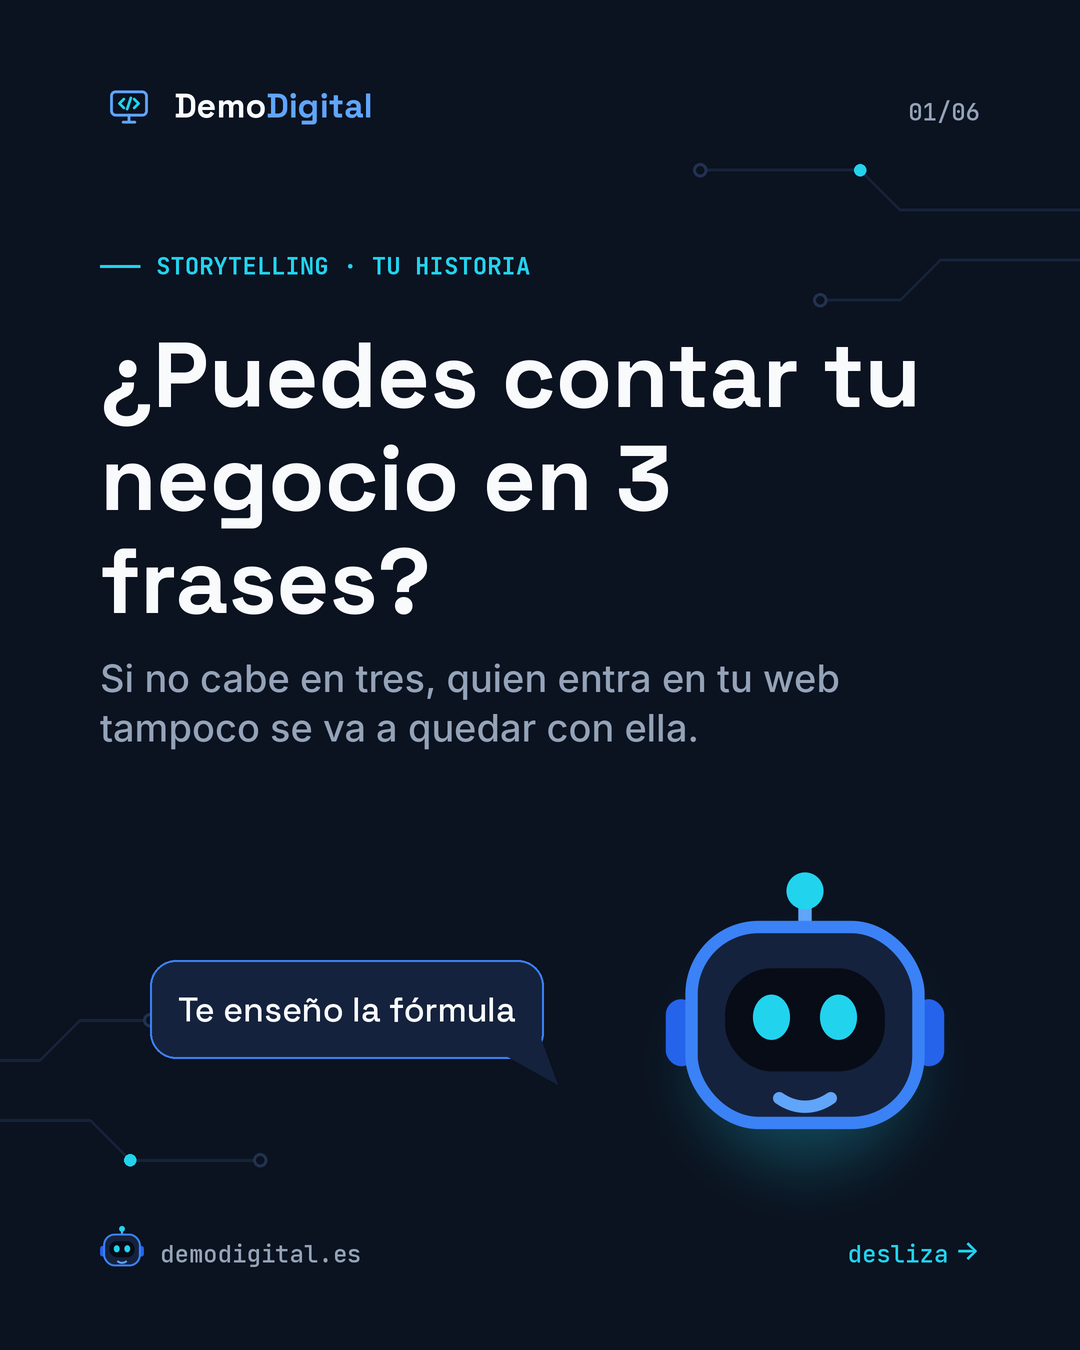 DemoDigital
01/06
STORYTELLING · TU HISTORIA
¿Puedes contar tu
negocio en 3
frases?
Si no cabe en tres, quien entra en tu web
tampoco se va a quedar con ella.
Te enseño la fórmula
demodigital.es
desliza →